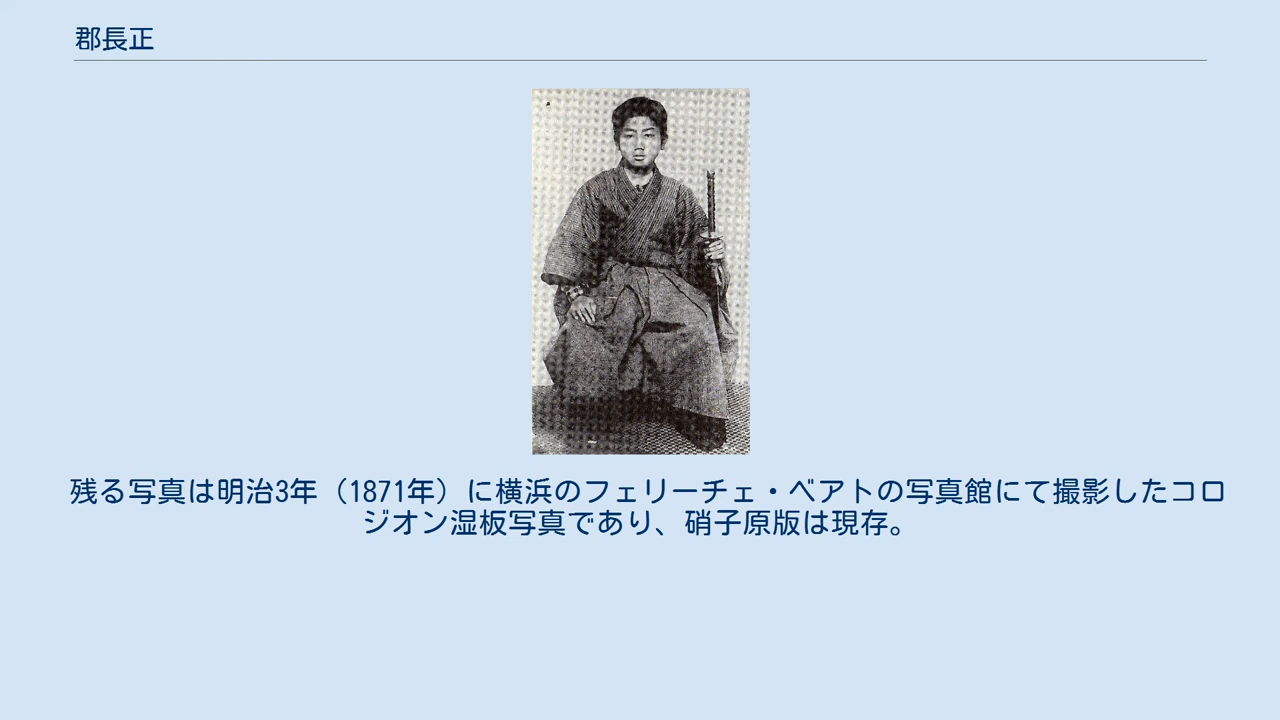 郡長正
残る写真は明治3年（1871年）に横浜のフェリーチェ・ベアトの写真館にて撮影したコロ
ジオン湿板写真であり、硝子原版は現存。